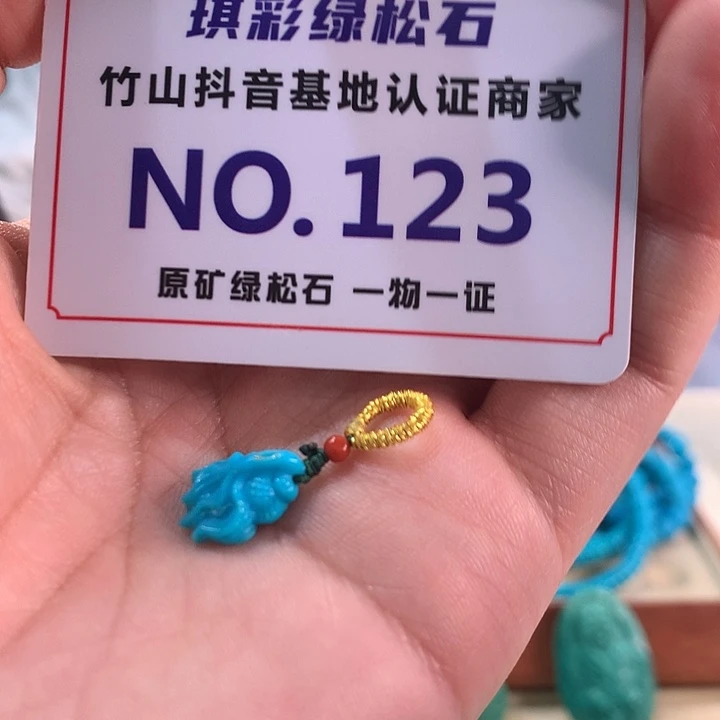 琪彩绿松石
竹山抖音基地认证商家
NO.123
原矿绿松石 一物一证